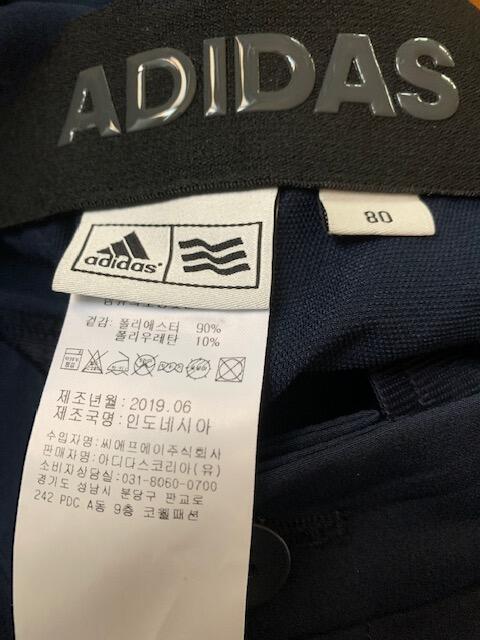 ADIDAS
80
adidas
겉감: 폴리에스터 90%
폴리우레탄 10%
제조년월: 2019.06
제조국명: 인도네시아
수입자명: 씨에프에이주식회사
판매자명: 아디다스코리아(유)
소비자상담실: 031-8060-0700
경기도 성남시 분당구 판교로
242 PDC A동 9층 코웰패션